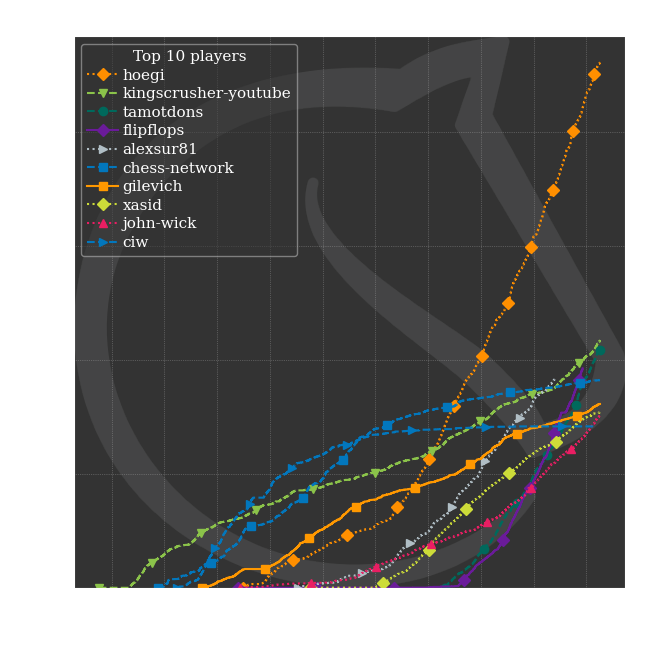 Top 10 players
hoegi
kingscrusher-youtube
tamotdons
flipflops
alexsur81
chess-network
gilevich
xasid
john-wick
ciw